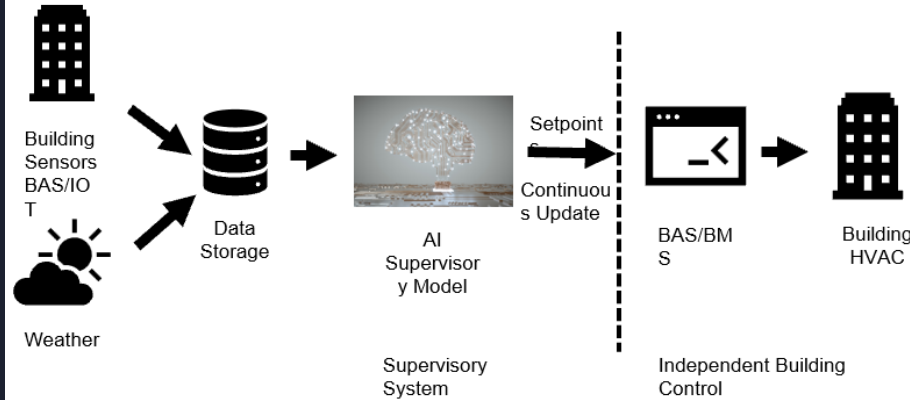 Building
Sensors
BAS/IO
T
Weather
Data
Storage
AI
Supervisor
y Model
Setpoint
s
Continuou
s Update
BAS/BM
S
Building
HVAC
Supervisory
System
Independent Building
Control